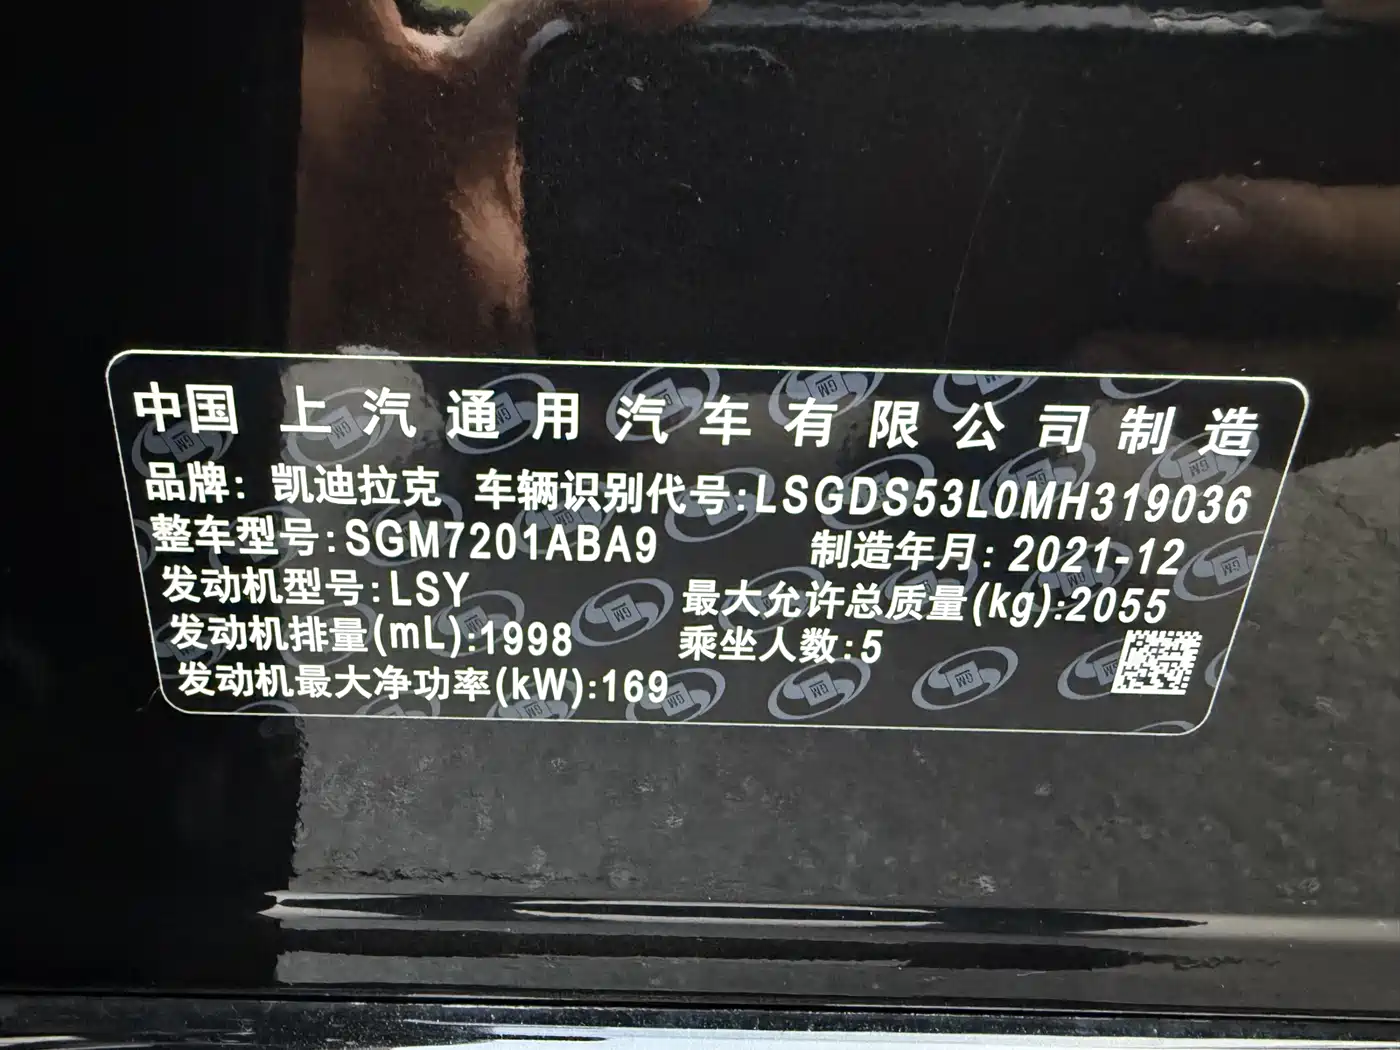 中国 上汽通用汽车有限公司制造
品牌: 凯迪拉克 车辆识别代号:LSGDS53L0MH319036
整车型号:SGM7201ABA9 制造年月: 2021-12
发动机型号:LSY 最大允许总质量(kg):2055
发动机排量(mL):1998 乘坐人数:5
发动机最大净功率(kW):169